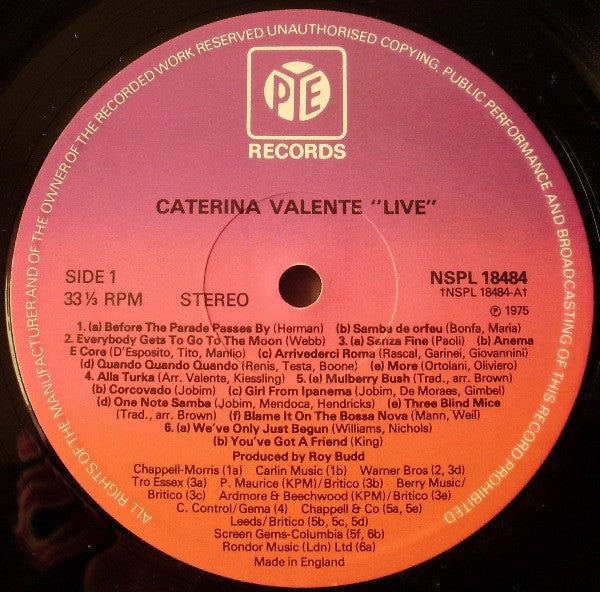 ALL RIGHTS OF THE MANUFACTURER AND OF THE OWNER OF THE RECORDED WORK RESERVED UNAUTHORISED COPYING, PUBLIC PERFORMANCE AND BROADCASTING OF THIS RECORD PROHIBITED
PYE
RECORDS
CATERINA VALENTE "LIVE"
SIDE 1
33⅓ RPM STEREO
NSPL 18484
†NSPL 18484-A†
℗ 1975
1. (a) Before The Parade Passes By (Herman) (b) Samba de orfeu (Bonfa, Maria)
2. Everybody Gets To Go To The Moon (Webb) 3. (a) Senza Fine (Paoli) (b) Anema
E Core (D'Esposito, Tito, Manlio) (c) Arrivederci Roma (Rascal, Garinei, Giovannini)
(d) Quando Quando Quando (Renis, Testa, Boone) (e) More (Ortolani, Oliviero)
4. Alla Turka (Arr. Valente, Kiessling) 5. (a) Mulberry Bush (Trad., arr. Brown)
(b) Corcovado (Jobim) (c) Girl From Ipanema (Jobim, De Moraes, Gimbel)
(d) One Note Samba (Jobim, Mendoca, Hendricks) (e) Three Blind Mice
(Trad., arr. Brown) (f) Blame It On The Bossa Nova (Mann, Weil)
6. (a) We've Only Just Begun (Williams, Nichols)
(b) You've Got A Friend (King)
Produced by Roy Budd
Chappell-Morris (1a) Carlin Music (1b) Warner Bros (2, 3d)
Tro Essex (3a) P. Maurice (KPM)/Britico (3b) Berry Music/
Britico (3c) Ardmore & Beechwood (KPM)/Britico (3e)
C. Control/Gema (4) Chappell & Co (5a, 5e)
Leeds/Britico (5b, 5c, 5d)
Screen Gems-Columbia (5f, 6b)
Rondor Music (Ldn) Ltd (6a)
Made in England